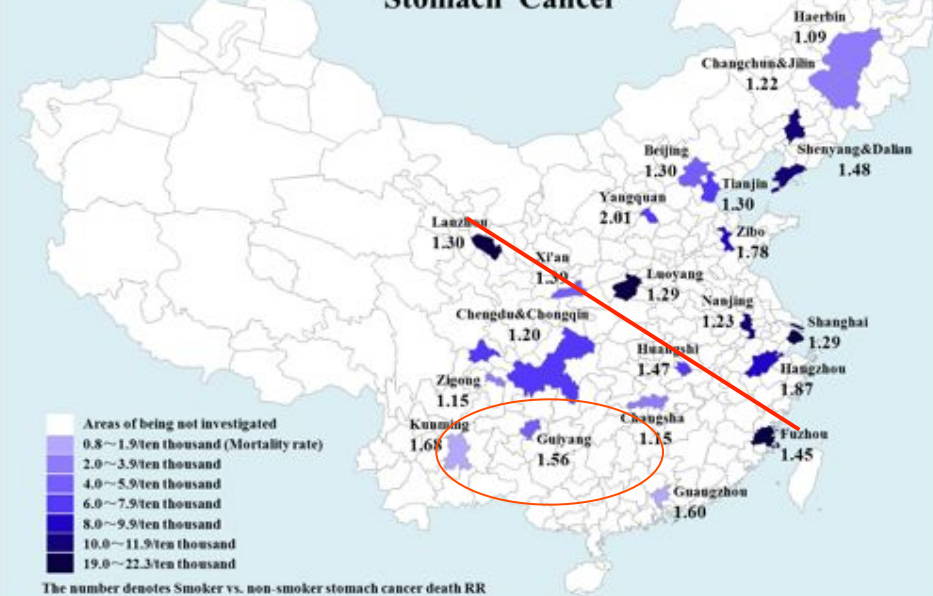 Stomach Cancer
Haerbin
1.09
Changchun&Jilin
1.22
Shenyang&Dalian
1.48
Beijing
1.30
Tianjin
1.30
Yangquan
2.01
Zibo
1.78
Lanzhou
1.30
Xi'an
1.39
Luoyang
1.29
Nanjing
1.23
Shanghai
1.29
Chengdu&Chongqin
1.20
Huangshi
1.47
Hangzhou
1.87
Zigong
1.15
Changsha
1.15
Kunming
1.68
Guiyang
1.56
Fuzhou
1.45
Guangzhou
1.60
Areas of being not investigated
0.8~1.9/ten thousand (Mortality rate)
2.0~3.9/ten thousand
4.0~5.9/ten thousand
6.0~7.9/ten thousand
8.0~9.9/ten thousand
10.0~11.9/ten thousand
19.0~22.3/ten thousand
The number denotes Smoker vs. non-smoker stomach cancer death RR